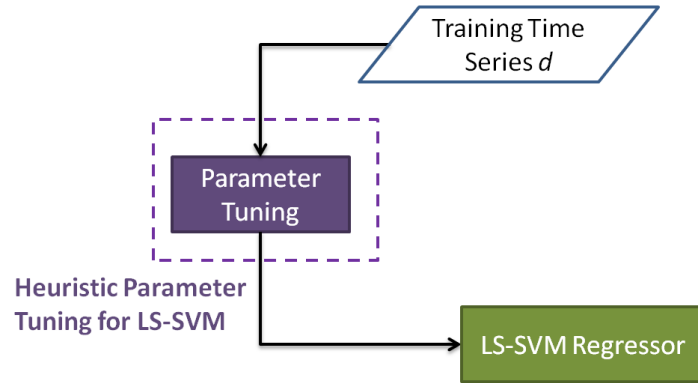 Training Time
Series d
Parameter
Tuning
Heuristic Parameter
Tuning for LS-SVM
LS-SVM Regressor